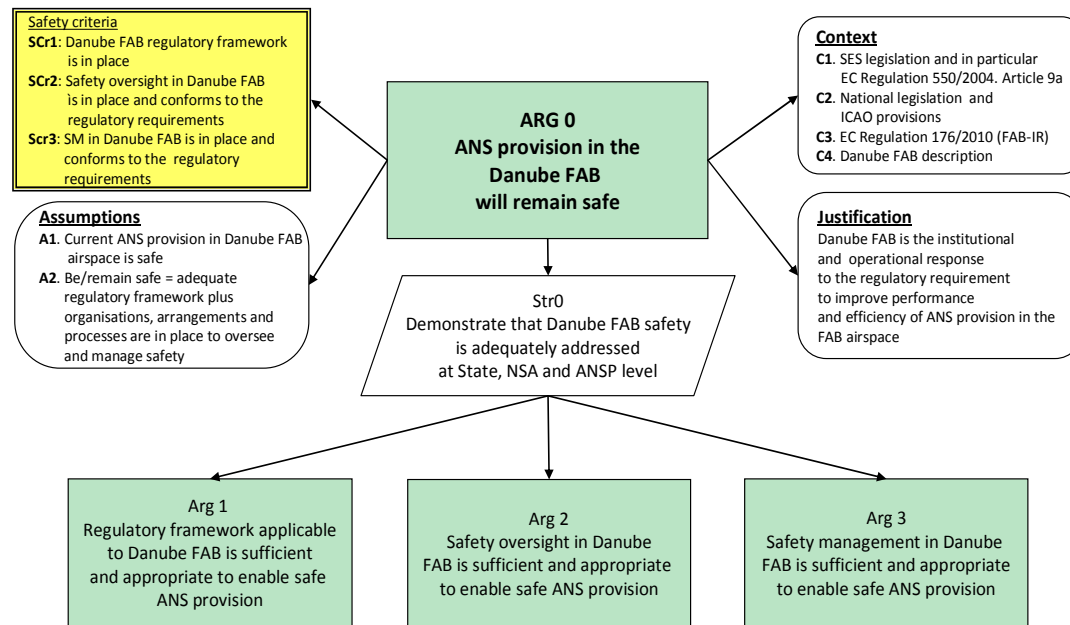 Safety criteria
SCr1: Danube FAB regulatory framework
is in place
SCr2: Safety oversight in Danube FAB
ìs in place and conforms to the
regulatory requirements
Scr3: SM in Danube FAB is in place and
conforms to the regulatory
requirements
Assumptions
A1. Current ANS provision in Danube FAB
airspace is safe
A2. Be/remain safe = adequate
regulatory framework plus
organisations, arrangements and
processes are in place to oversee
and manage safety
ARG 0
ANS provision in the
Danube FAB
will remain safe
Context
C1. SES legislation and in particular
EC Regulation 550/2004. Article 9a
C2. National legislation and
ICAO provisions
C3. EC Regulation 176/2010 (FAB-IR)
C4. Danube FAB description
Justification
Danube FAB is the institutional
and operational response
to the regulatory requirement
to improve performance
and efficiency of ANS provision in the
FAB airspace
Str0
Demonstrate that Danube FAB safety
is adequately addressed
at State, NSA and ANSP level
Arg 1
Regulatory framework applicable
to Danube FAB is sufficient
and appropriate to enable safe
ANS provision
Arg 2
Safety oversight in Danube
FAB is sufficient and appropriate
to enable safe ANS provision
Arg 3
Safety management in Danube
FAB is sufficient and appropriate
to enable safe ANS provision